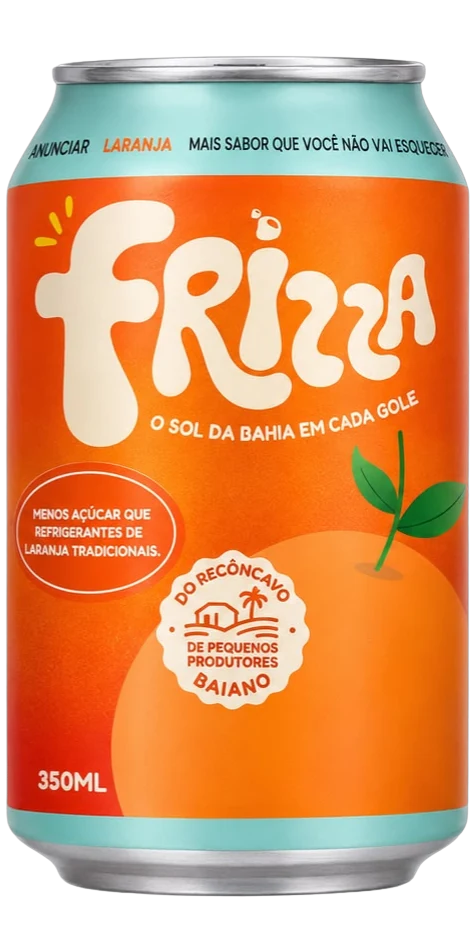 ANUNCIAR LARANJA MAIS SABOR QUE VOCÊ NÃO VAI ESQUECER
FRIZZA
O SOL DA BAHIA EM CADA GOLE
MENOS AÇÚCAR QUE
REFRIGERANTES DE
LARANJA TRADICIONAIS.
DO RECÔNCAVO
DE PEQUENOS
PRODUTORES
BAIANO
350ML